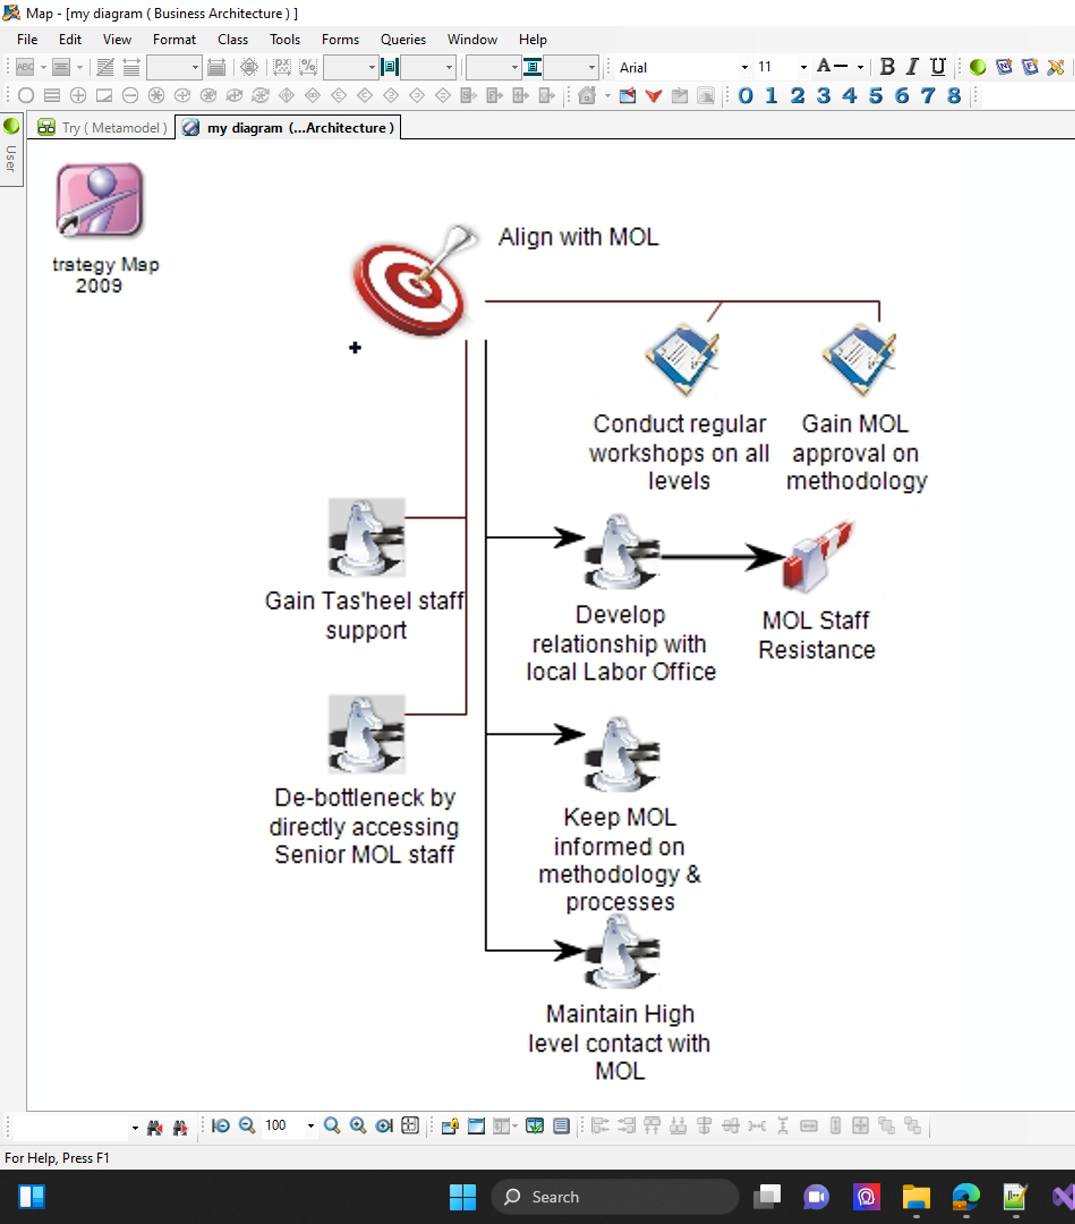 Map - [my diagram ( Business Architecture ) ]
File Edit View Format Class Tools Forms Queries Window Help
ABC Arial 11 A B I U
0 1 2 3 4 5 6 7 8
Try ( Metamodel ) my diagram (...Architecture )
User
trategy Map
2009
Align with MOL
Conduct regular
workshops on all
levels
Gain MOL
approval on
methodology
Gain Tas'heel staff
support
Develop
relationship with
local Labor Office
MOL Staff
Resistance
De-bottleneck by
directly accessing
Senior MOL staff
Keep MOL
informed on
methodology &
processes
Maintain High
level contact with
MOL
100
For Help, Press F1
Search